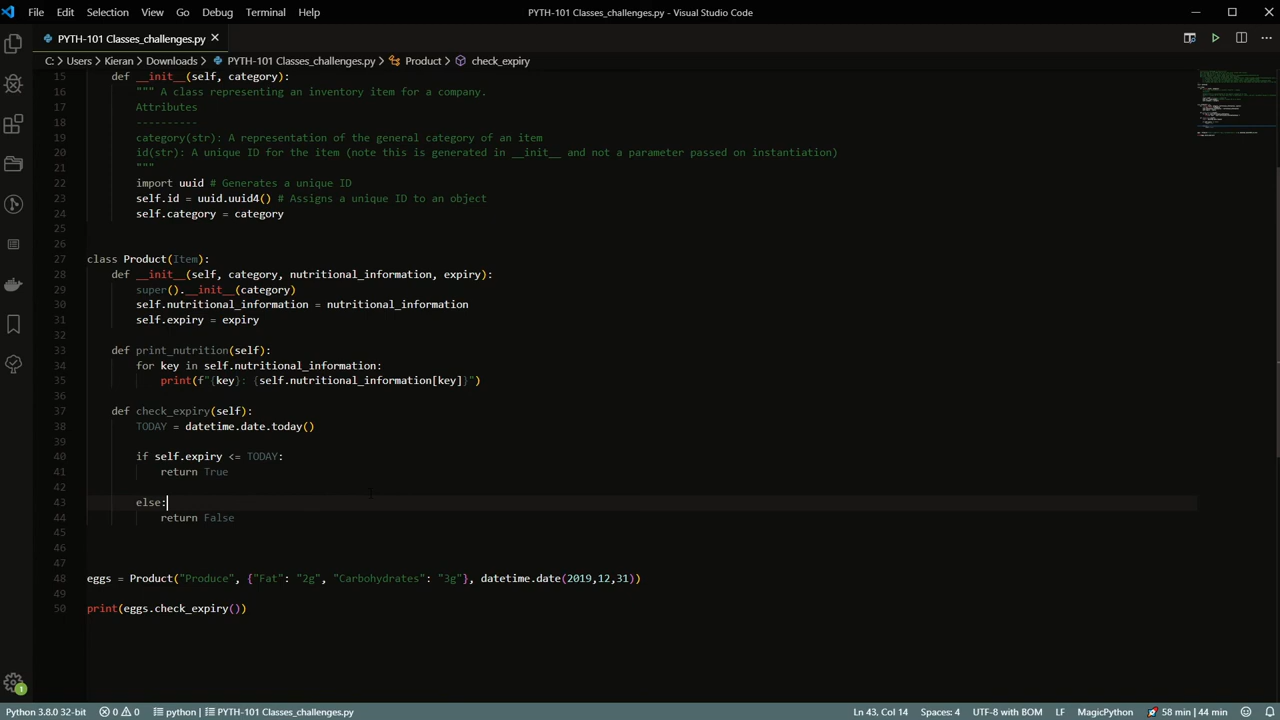 File Edit Selection View Go Debug Terminal Help PYTH-101 Classes_challenges.py - Visual Studio Code
PYTH-101 Classes_challenges.py
C: > Users > Kieran > Downloads > PYTH-101 Classes_challenges.py > Product > check_expiry
15 def __init__(self, category):
16 """ A class representing an inventory item for a company.
17 Attributes
18 ----------
19 category(str): A representation of the general category of an item
20 id(str): A unique ID for the item (note this is generated in __init__ and not a parameter passed on instantiation)
21 """
22 import uuid # Generates a unique ID
23 self.id = uuid.uuid4() # Assigns a unique ID to an object
24 self.category = category
25
26
27 class Product(Item):
28 def __init__(self, category, nutritional_information, expiry):
29 super().__init__(category)
30 self.nutritional_information = nutritional_information
31 self.expiry = expiry
32
33 def print_nutrition(self):
34 for key in self.nutritional_information:
35 print(f"{key}: {self.nutritional_information[key]}")
36
37 def check_expiry(self):
38 TODAY = datetime.date.today()
39
40 if self.expiry <= TODAY:
41 return True
42
43 else:
44 return False
45
46
47
48 eggs = Product("Produce", {"Fat": "2g", "Carbohydrates": "3g"}, datetime.date(2019,12,31))
49
50 print(eggs.check_expiry())
1
Python 3.8.0 32-bit 0 0 python | PYTH-101 Classes_challenges.py Ln 43, Col 14 Spaces: 4 UTF-8 with BOM LF MagicPython 58 min | 44 min